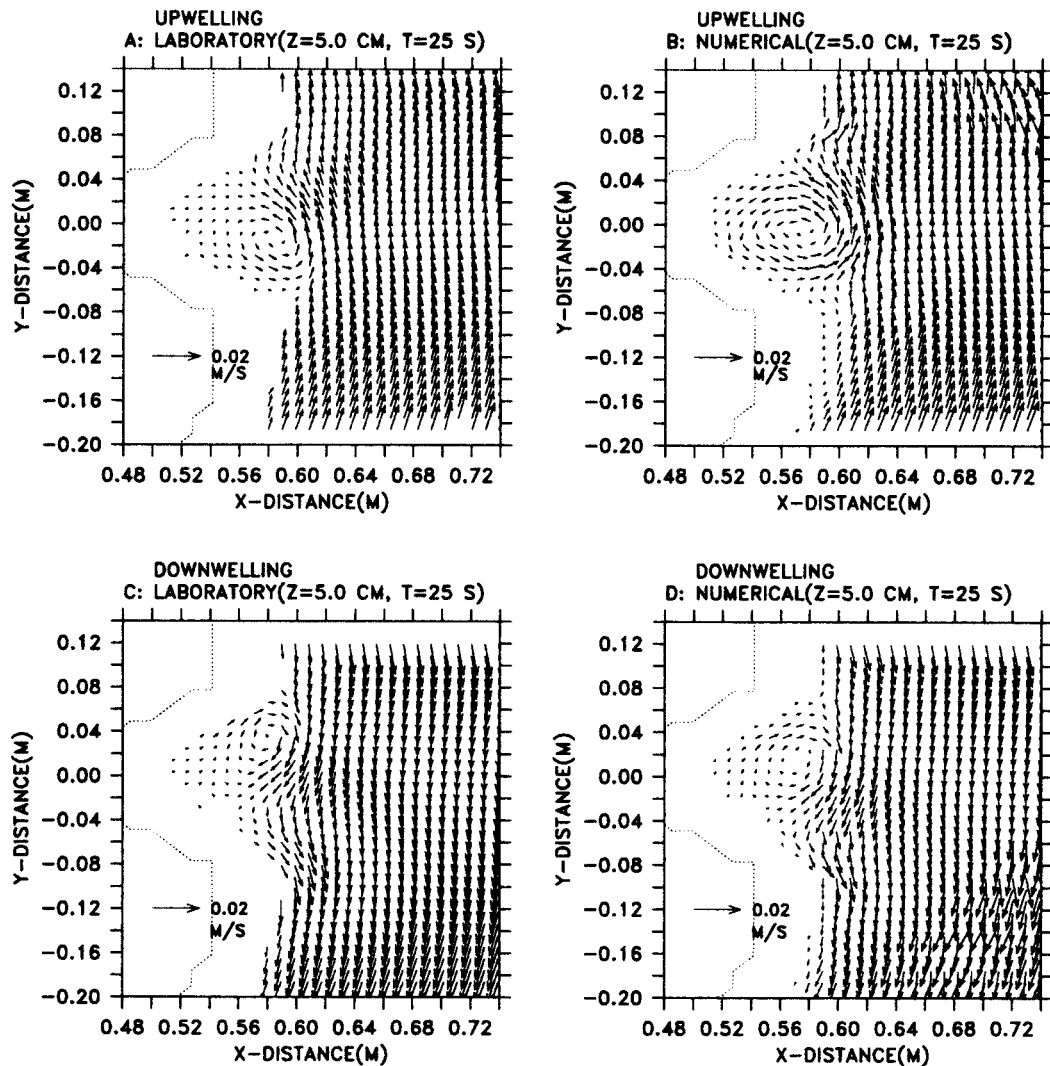 UPWELLING
A: LABORATORY(Z=5.0 CM, T=25 S)
0.12
0.08
0.04
0.00
-0.04
-0.08
-0.12
-0.16
-0.20
Y-DISTANCE(M)
0.02
M/S
0.48 0.52 0.56 0.60 0.64 0.68 0.72
X-DISTANCE(M)
UPWELLING
B: NUMERICAL(Z=5.0 CM, T=25 S)
0.12
0.08
0.04
0.00
-0.04
-0.08
-0.12
-0.16
-0.20
Y-DISTANCE(M)
0.02
M/S
0.48 0.52 0.56 0.60 0.64 0.68 0.72
X-DISTANCE(M)
DOWNWELLING
C: LABORATORY(Z=5.0 CM, T=25 S)
0.12
0.08
0.04
0.00
-0.04
-0.08
-0.12
-0.16
-0.20
Y-DISTANCE(M)
0.02
M/S
0.48 0.52 0.56 0.60 0.64 0.68 0.72
X-DISTANCE(M)
DOWNWELLING
D: NUMERICAL(Z=5.0 CM, T=25 S)
0.12
0.08
0.04
0.00
-0.04
-0.08
-0.12
-0.16
-0.20
Y-DISTANCE(M)
0.02
M/S
0.48 0.52 0.56 0.60 0.64 0.68 0.72
X-DISTANCE(M)